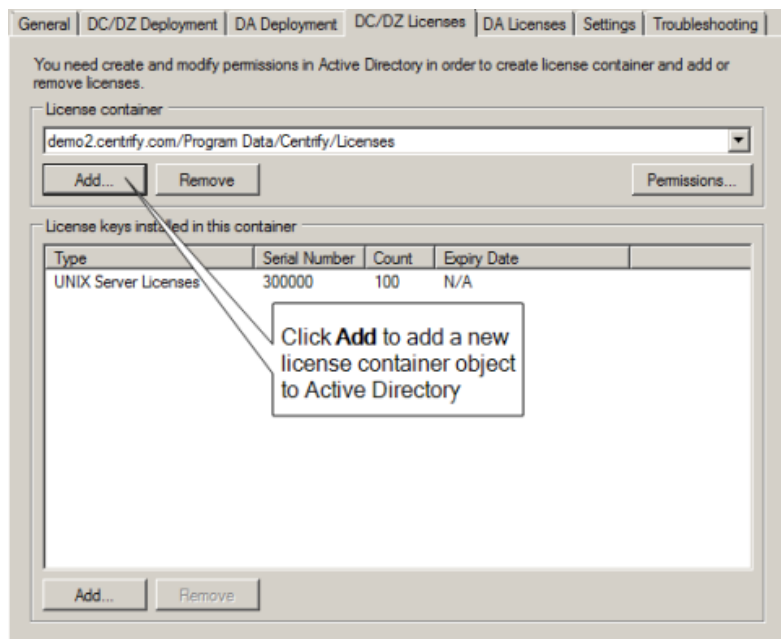 General DC/DZ Deployment DA Deployment DC/DZ Licenses DA Licenses Settings Troubleshooting
You need create and modify permissions in Active Directory in order to create license container and add or
remove licenses.
License container
demo2.centrify.com/Program Data/Centrify/Licenses
Add... Remove Permissions...
License keys installed in this container
Type Serial Number Count Expiry Date
UNIX Server Licenses 300000 100 N/A
Click Add to add a new
license container object
to Active Directory
Add... Remove